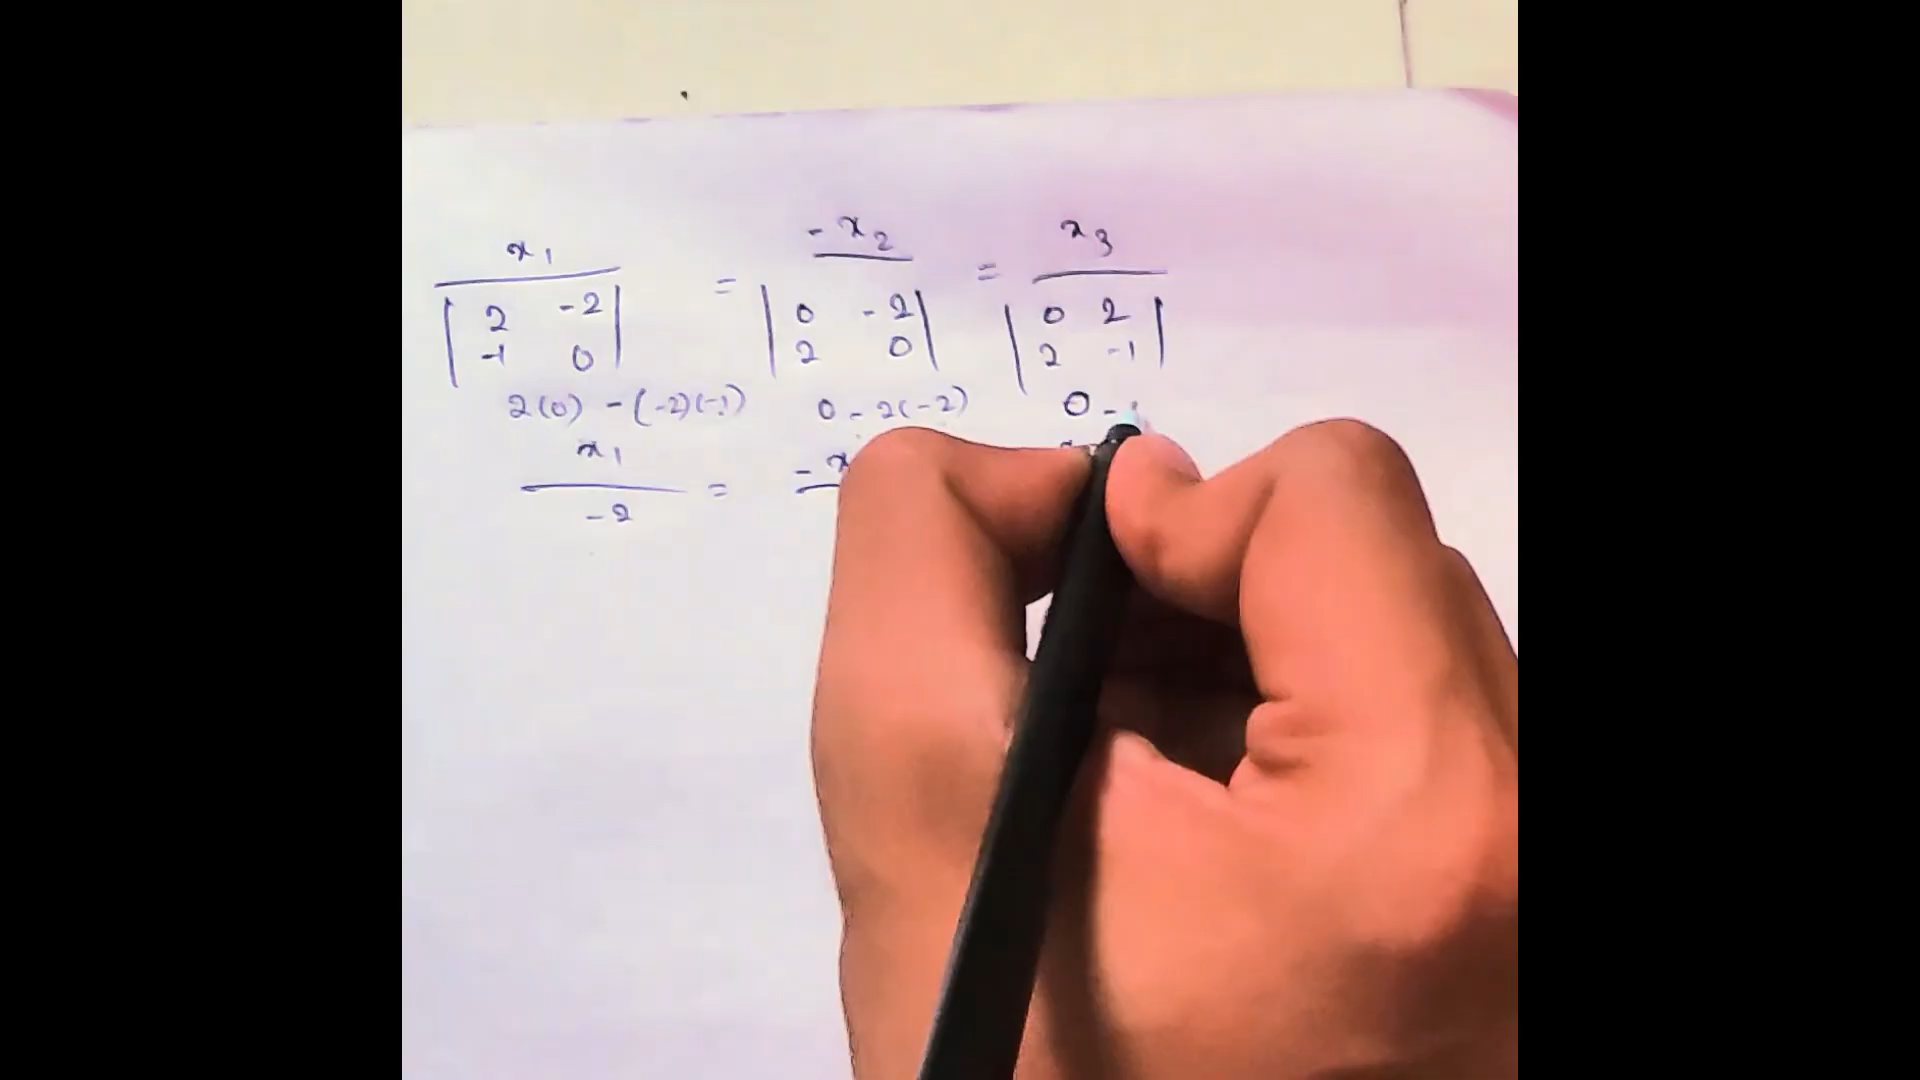 x₁ = - x₂ = x₃
| 2 -2 | | 0 -2 | | 0 2 |
| -1 0 | | 2 0 | | 2 -1 |
2(0) - (-2)(-1) 0 - 2(-2) 0 -
x₁ = - x
-2